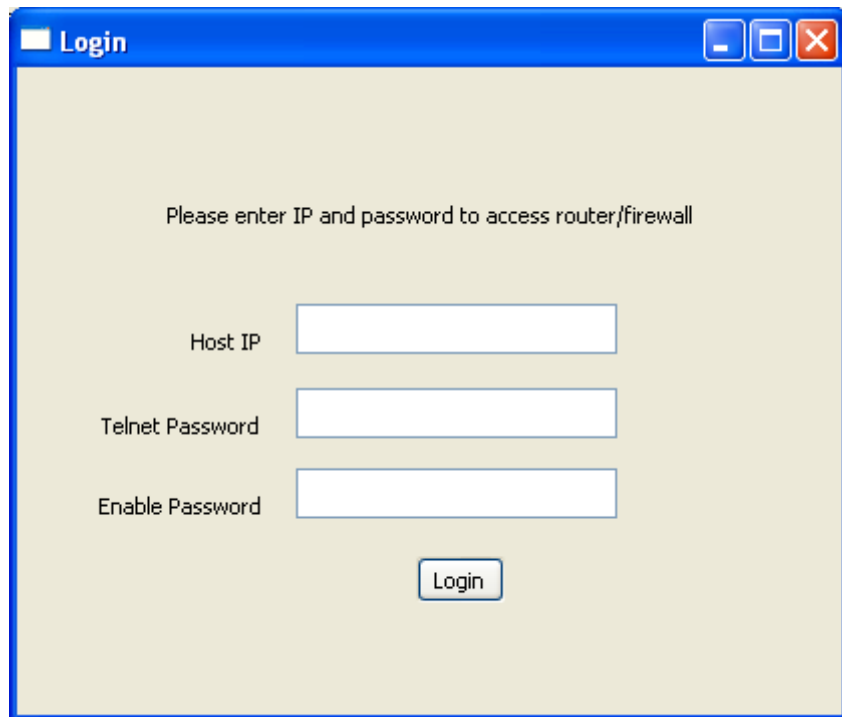 Login
Please enter IP and password to access router/firewall
Host IP
Telnet Password
Enable Password
Login